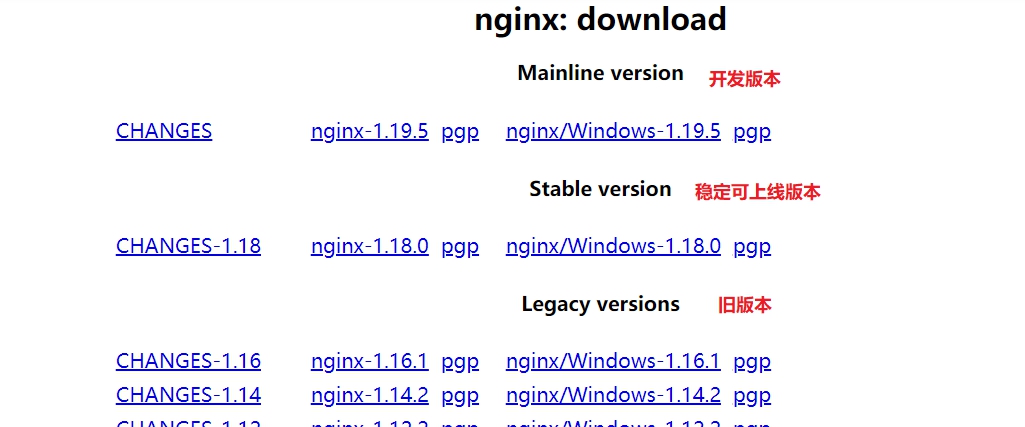 nginx: download
Mainline version 开发版本
CHANGES nginx-1.19.5 pgp nginx/Windows-1.19.5 pgp
Stable version 稳定可上线版本
CHANGES-1.18 nginx-1.18.0 pgp nginx/Windows-1.18.0 pgp
Legacy versions 旧版本
CHANGES-1.16 nginx-1.16.1 pgp nginx/Windows-1.16.1 pgp
CHANGES-1.14 nginx-1.14.2 pgp nginx/Windows-1.14.2 pgp